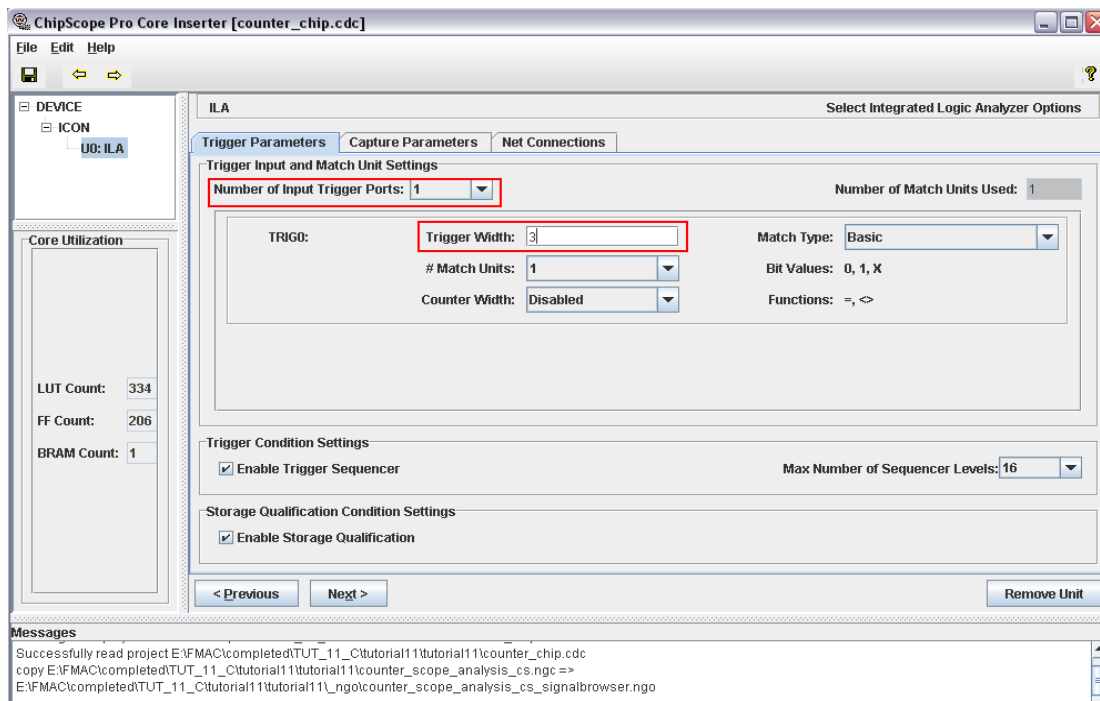 ChipScope Pro Core Inserter [counter_chip.cdc]
File Edit Help
DEVICE
ICON
U0: ILA
ILA
Select Integrated Logic Analyzer Options
Trigger Parameters
Capture Parameters
Net Connections
Trigger Input and Match Unit Settings
Number of Input Trigger Ports: 1
Number of Match Units Used: 1
TRIG0:
Trigger Width: 3
Match Type: Basic
# Match Units: 1
Bit Values: 0, 1, X
Counter Width: Disabled
Functions: =, <>
Core Utilization
LUT Count: 334
FF Count: 206
BRAM Count: 1
Trigger Condition Settings
Enable Trigger Sequencer
Max Number of Sequencer Levels: 16
Storage Qualification Condition Settings
Enable Storage Qualification
< Previous
Next >
Remove Unit
Messages
Successfully read project E:\FMAC\completed\TUT_11_C\tutorial11\tutorial11\counter_chip.cdc
copy E:\FMAC\completed\TUT_11_C\tutorial11\tutorial11\counter_scope_analysis_cs.ngc =>
E:\FMAC\completed\TUT_11_C\tutorial11\tutorial11\_ngo\counter_scope_analysis_cs_signalbrowser.ngo